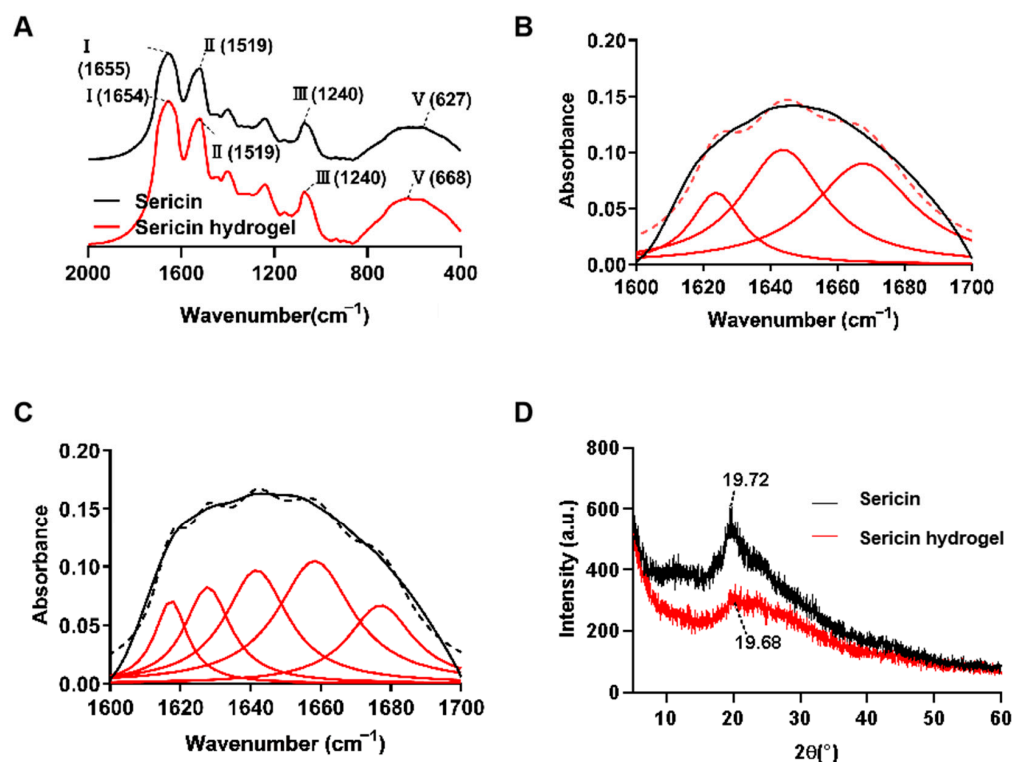 A
I
(1655)
II (1519)
III (1240)
V (627)
I (1654)
II (1519)
III (1240)
V (668)
Sericin
Sericin hydrogel
2000 1600 1200 800 400
Wavenumber(cm⁻¹)
B
0.20
0.15
0.10
0.05
0.00
Absorbance
1600 1620 1640 1660 1680 1700
Wavenumber (cm⁻¹)
C
0.20
0.15
0.10
0.05
0.00
Absorbance
1600 1620 1640 1660 1680 1700
Wavenumber (cm⁻¹)
D
800
600
400
200
0
Intensity (a.u.)
19.72
19.68
Sericin
Sericin hydrogel
10 20 30 40 50 60
2θ(°)